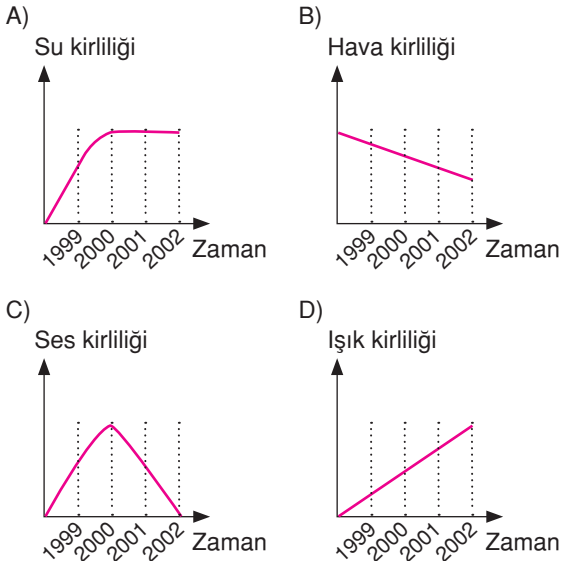 A)
Su kirliliği
1999 2000 2001 2002 Zaman
B)
Hava kirliliği
1999 2000 2001 2002 Zaman
C)
Ses kirliliği
1999 2000 2001 2002 Zaman
D)
Işık kirliliği
1999 2000 2001 2002 Zaman